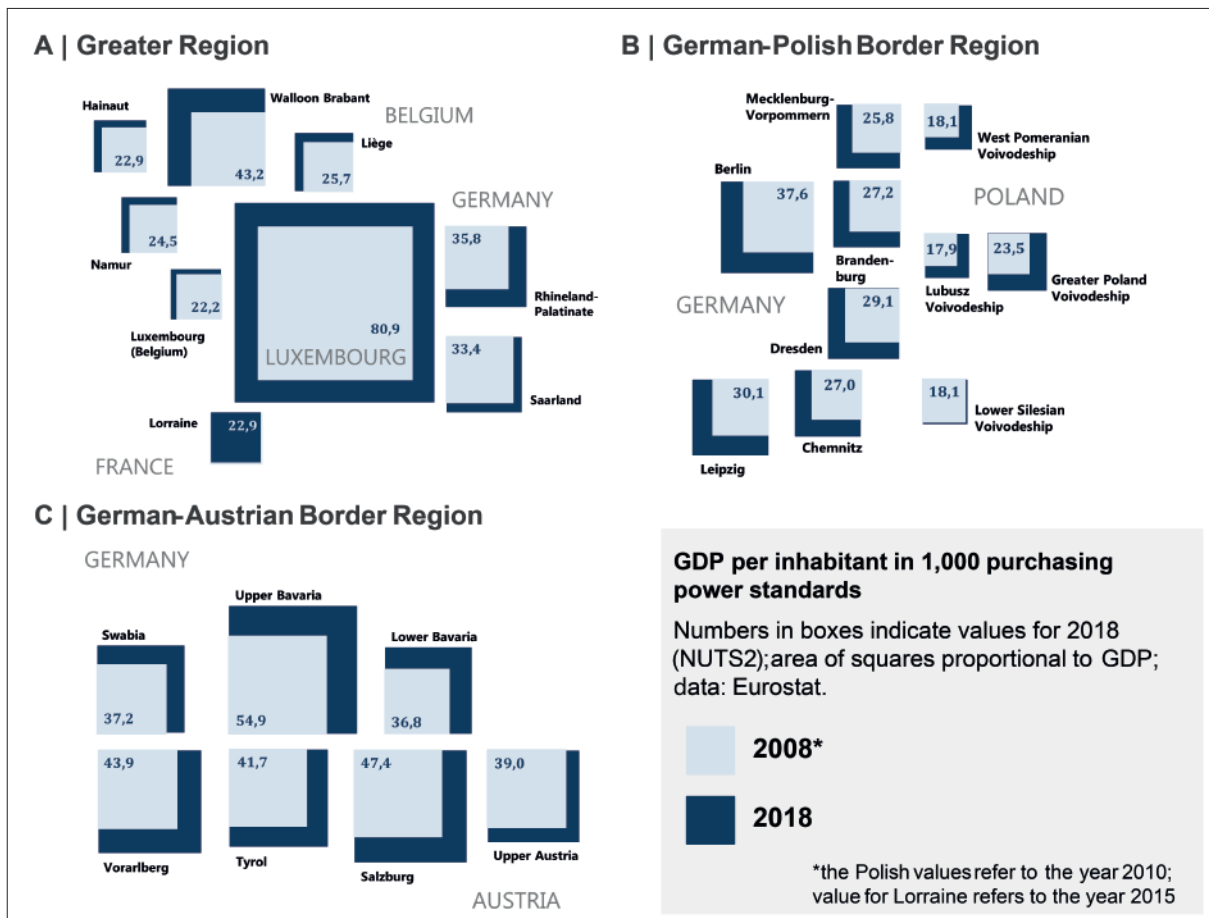 A | Greater Region
Hainaut
22,9
Walloon Brabant
43,2
BELGIUM
Liège
25,7
Namur
24,5
Luxembourg
(Belgium)
22,2
LUXEMBOURG
80,9
GERMANY
35,8
Rhineland-
Palatinate
33,4
Saarland
Lorraine
22,9
FRANCE
B | German-Polish Border Region
Mecklenburg-
Vorpommern
25,8
18,1
West Pomeranian
Voivodeship
Berlin
37,6
27,2
Branden-
burg
POLAND
17,9
Lubusz
Voivodeship
23,5
Greater Poland
Voivodeship
GERMANY
29,1
Dresden
30,1
Leipzig
27,0
Chemnitz
18,1
Lower Silesian
Voivodeship
C | German-Austrian Border Region
GERMANY
Swabia
37,2
Upper Bavaria
54,9
Lower Bavaria
36,8
43,9
Vorarlberg
41,7
Tyrol
47,4
Salzburg
39,0
Upper Austria
AUSTRIA
GDP per inhabitant in 1,000 purchasing
power standards
Numbers in boxes indicate values for 2018
(NUTS2);area of squares proportional to GDP;
data: Eurostat.
2008*
2018
*the Polish values refer to the year 2010;
value for Lorraine refers to the year 2015